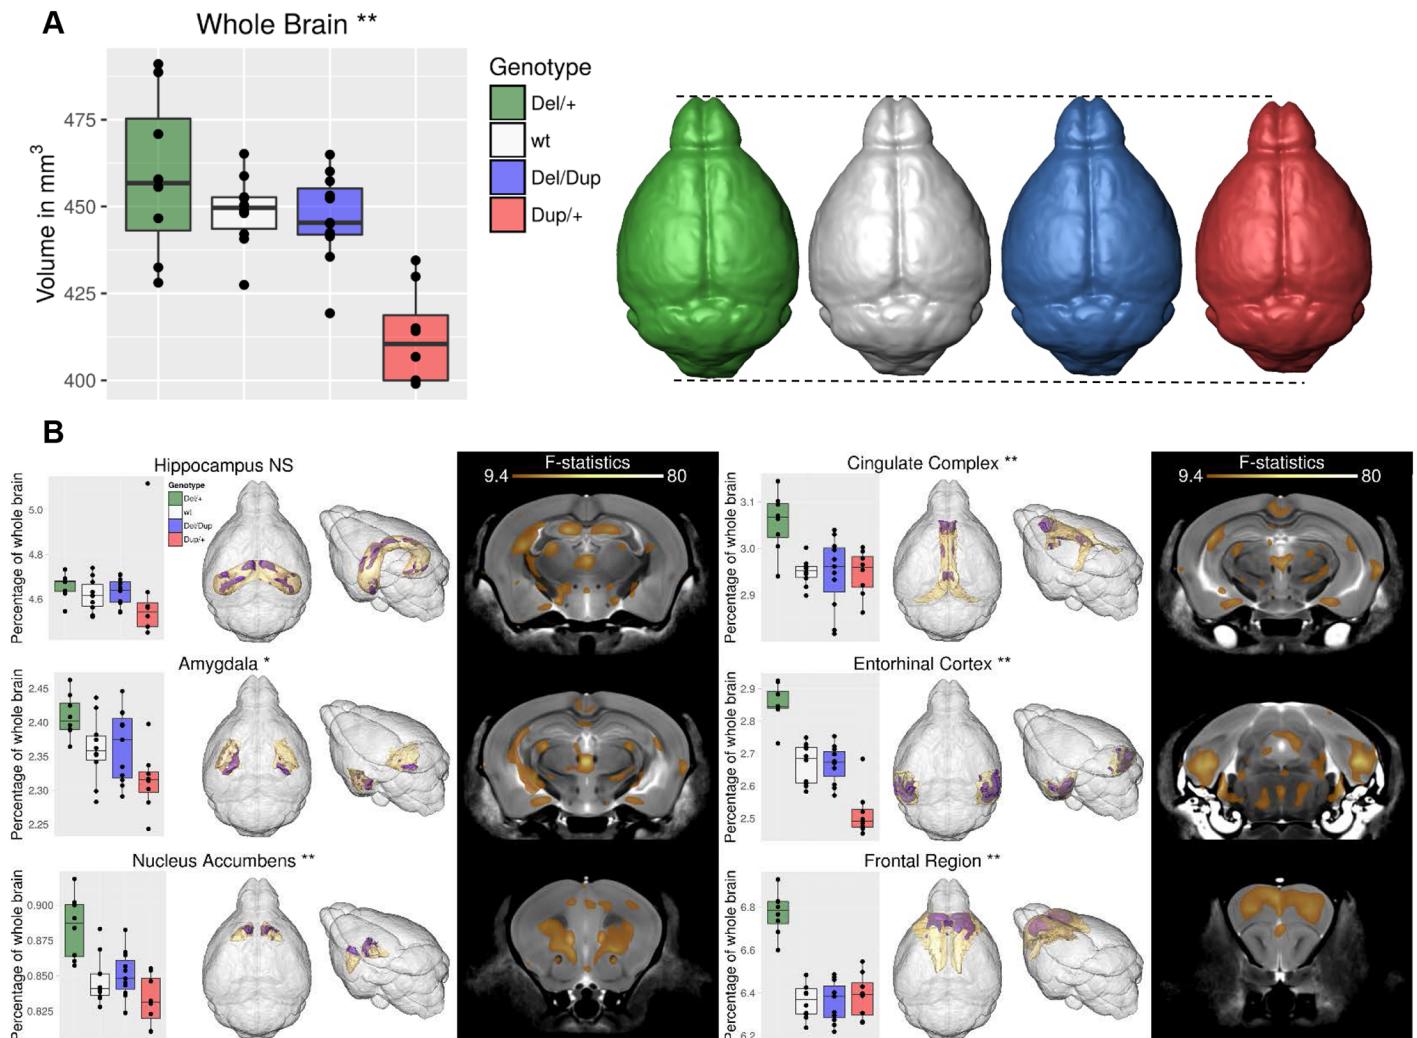 A
Whole Brain **
Volume in mm3
475
450
425
400
Genotype
Del/+
wt
Del/Dup
Dup/+
B
Hippocampus NS
Percentage of whole brain
5.0
4.8
4.6
Genotype
Del/+
wt
Del/Dup
Dup/+
F-statistics
9.4
80
Cingulate Complex **
Percentage of whole brain
3.1
3.0
2.9
F-statistics
9.4
80
Amygdala *
Percentage of whole brain
2.45
2.40
2.35
2.30
2.25
Entorhinal Cortex **
Percentage of whole brain
2.9
2.8
2.7
2.6
2.5
Nucleus Accumbens **
Percentage of whole brain
0.900
0.875
0.850
0.825
Frontal Region **
Percentage of whole brain
6.8
6.6
6.4
6.2